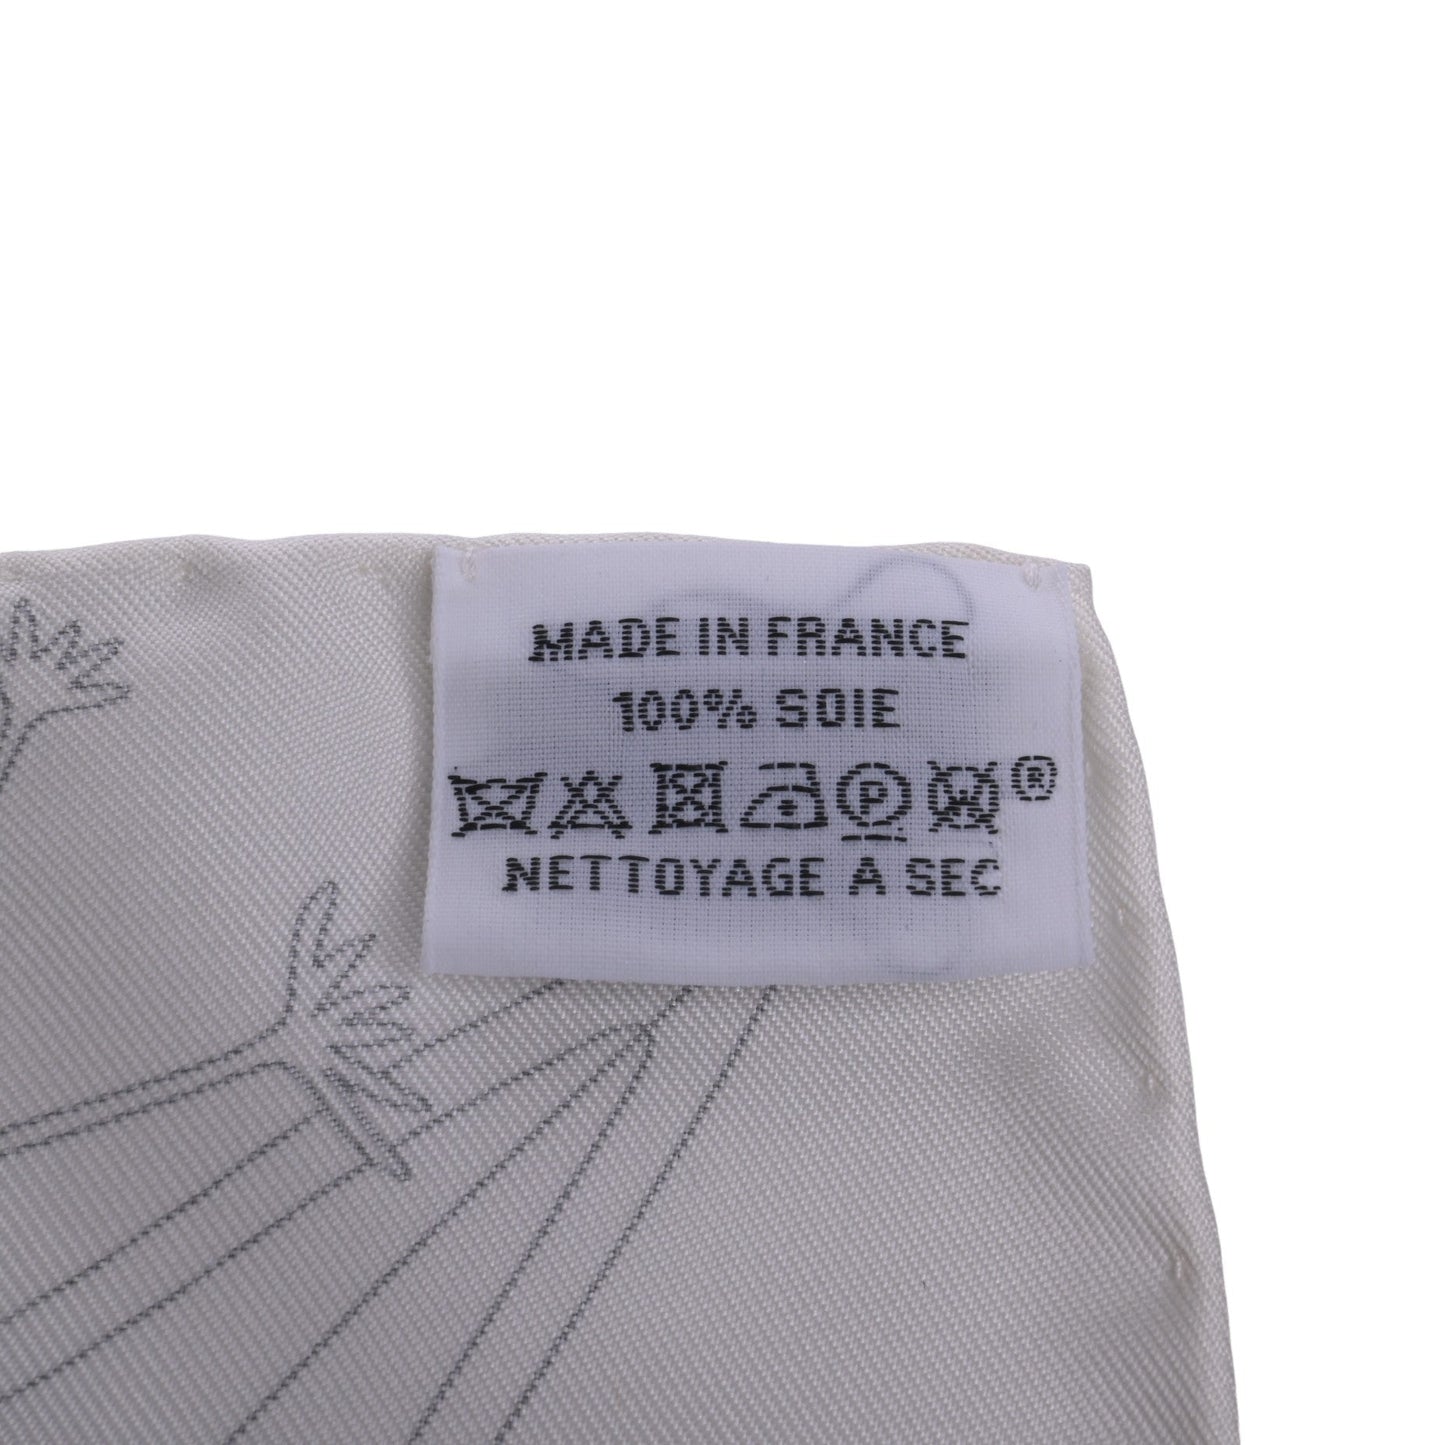 MADE IN FRANCE
100% SOIE
P W ®
NETTOYAGE A SEC